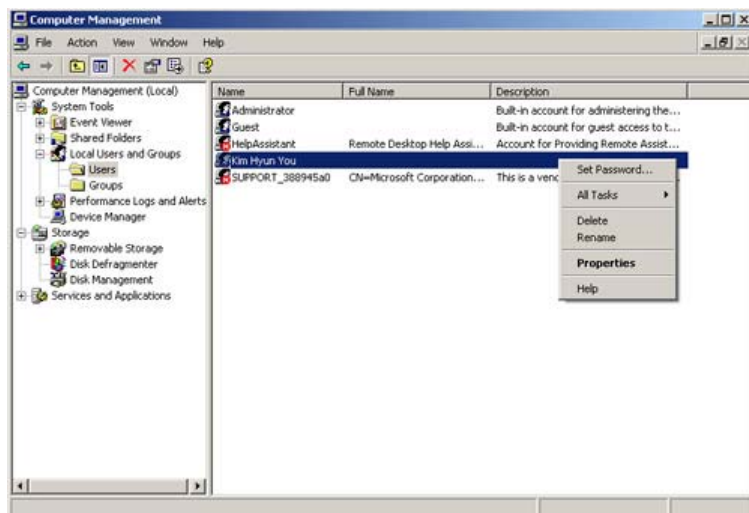 Computer Management
File Action View Window Help
Computer Management (Local)
System Tools
Event Viewer
Shared Folders
Local Users and Groups
Users
Groups
Performance Logs and Alerts
Device Manager
Storage
Removable Storage
Disk Defragmenter
Disk Management
Services and Applications
Name Full Name Description
Administrator Built-in account for administering the...
Guest Built-in account for guest access to t...
HelpAssistant Remote Desktop Help Assi... Account for Providing Remote Assist...
Kim Hyun You
SUPPORT_388945a0 CN=Microsoft Corporation... This is a venc
Set Password...
All Tasks
Delete
Rename
Properties
Help